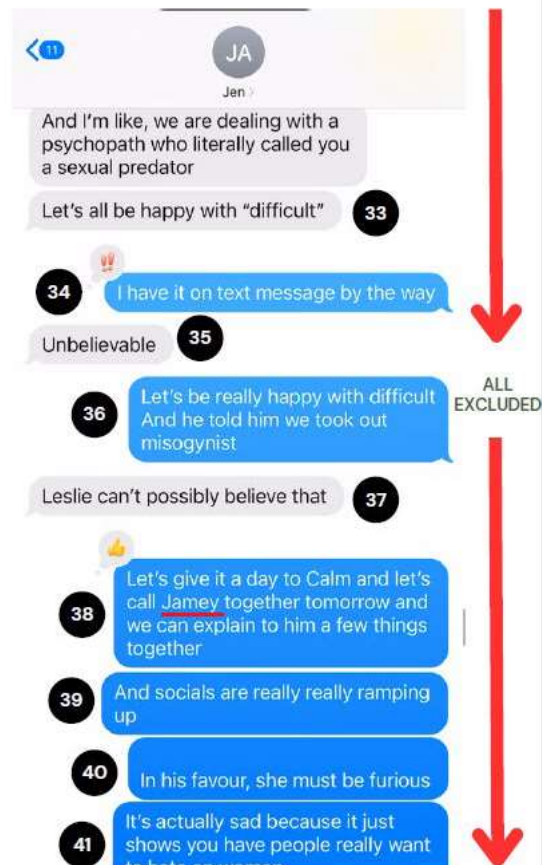 11
JA
Jen
And I'm like, we are dealing with a
psychopath who literally called you
a sexual predator
Let's all be happy with “difficult”
33
34
I have it on text message by the way
Unbelievable
35
36
Let's be really happy with difficult
And he told him we took out
misogynist
ALL
EXCLUDED
Leslie can't possibly believe that
37
38
Let's give it a day to Calm and let's
call Jamey together tomorrow and
we can explain to him a few things
together
39
And socials are really really ramping
up
40
In his favour, she must be furious
41
It's actually sad because it just
shows you have people really want